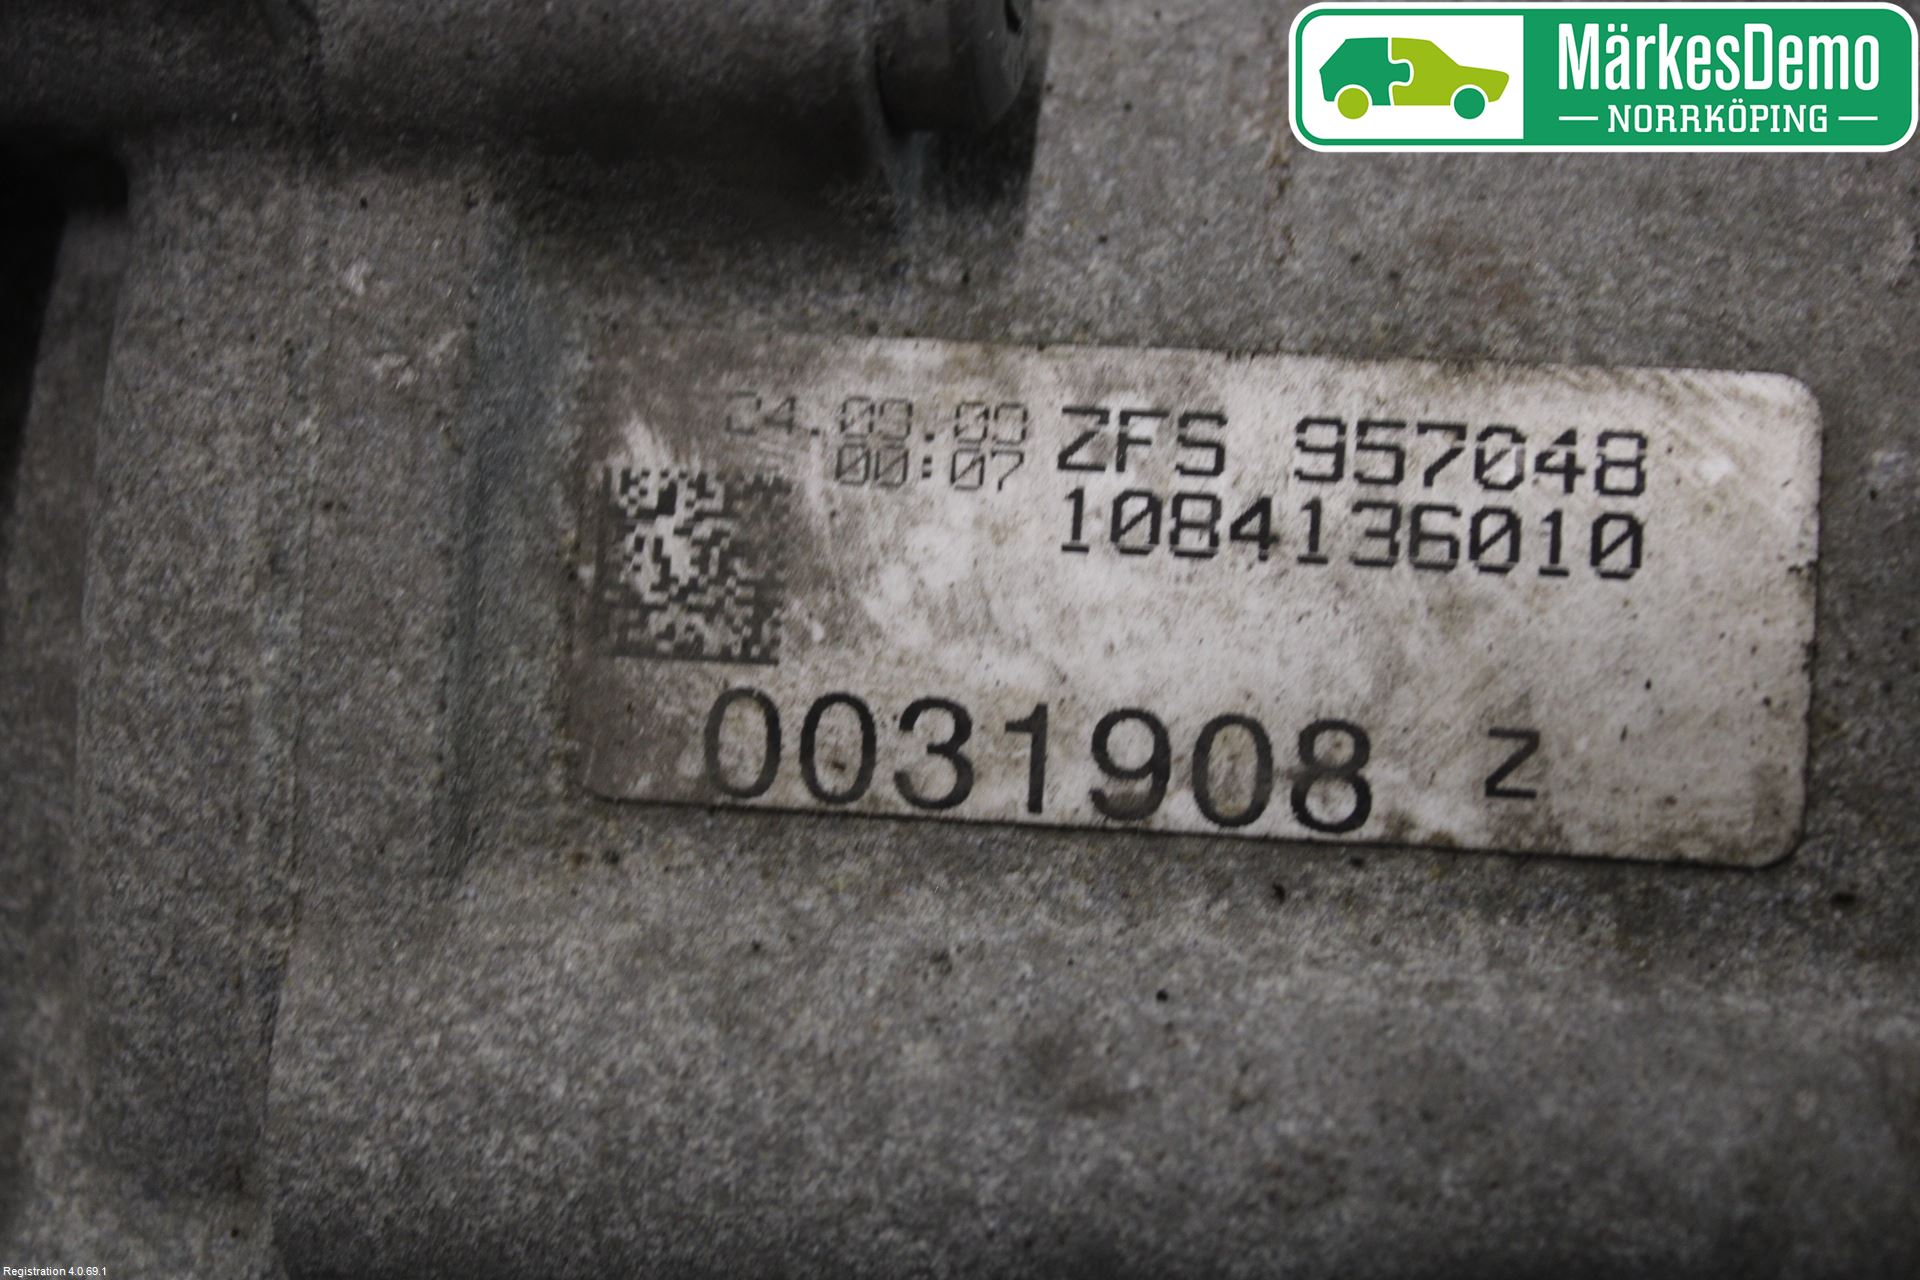 MärkesDemo
NORRKÖPING
24.09.09 ZFS 957048
00:07 1084136010
0031908 Z
Registration 4.0.69.1